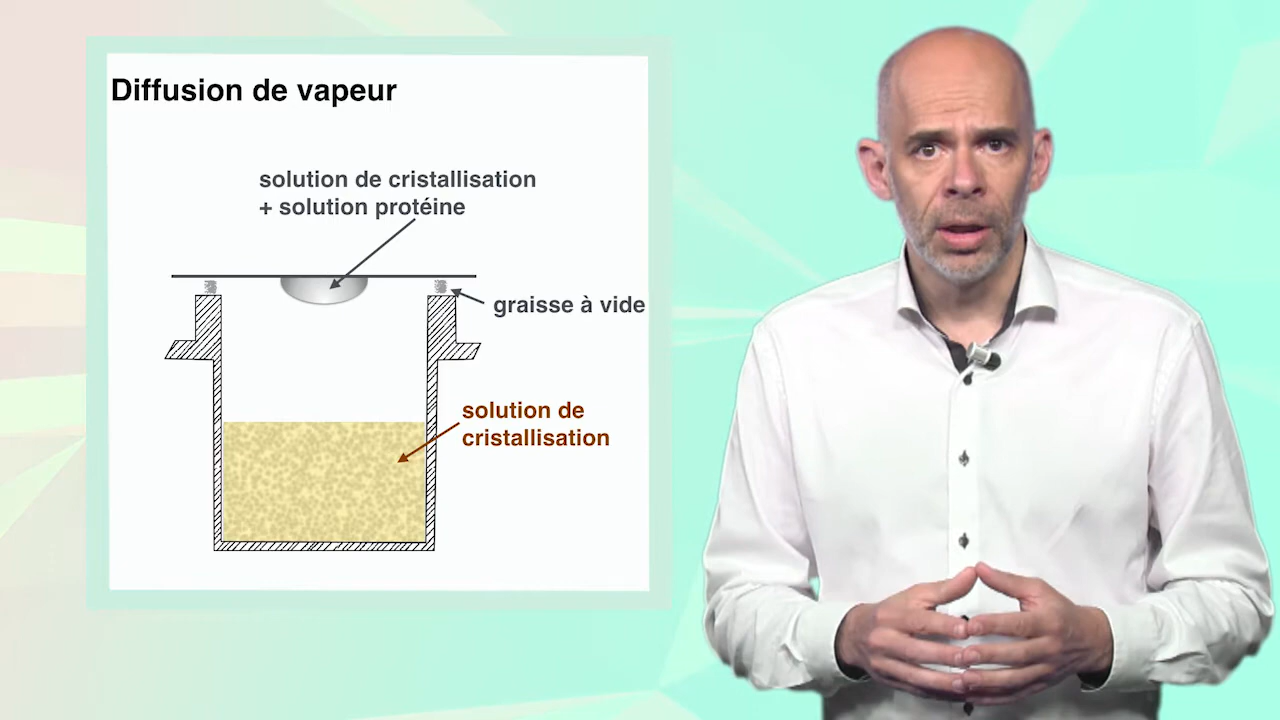 Diffusion de vapeur
solution de cristallisation
+ solution protéine
graisse à vide
solution de
cristallisation